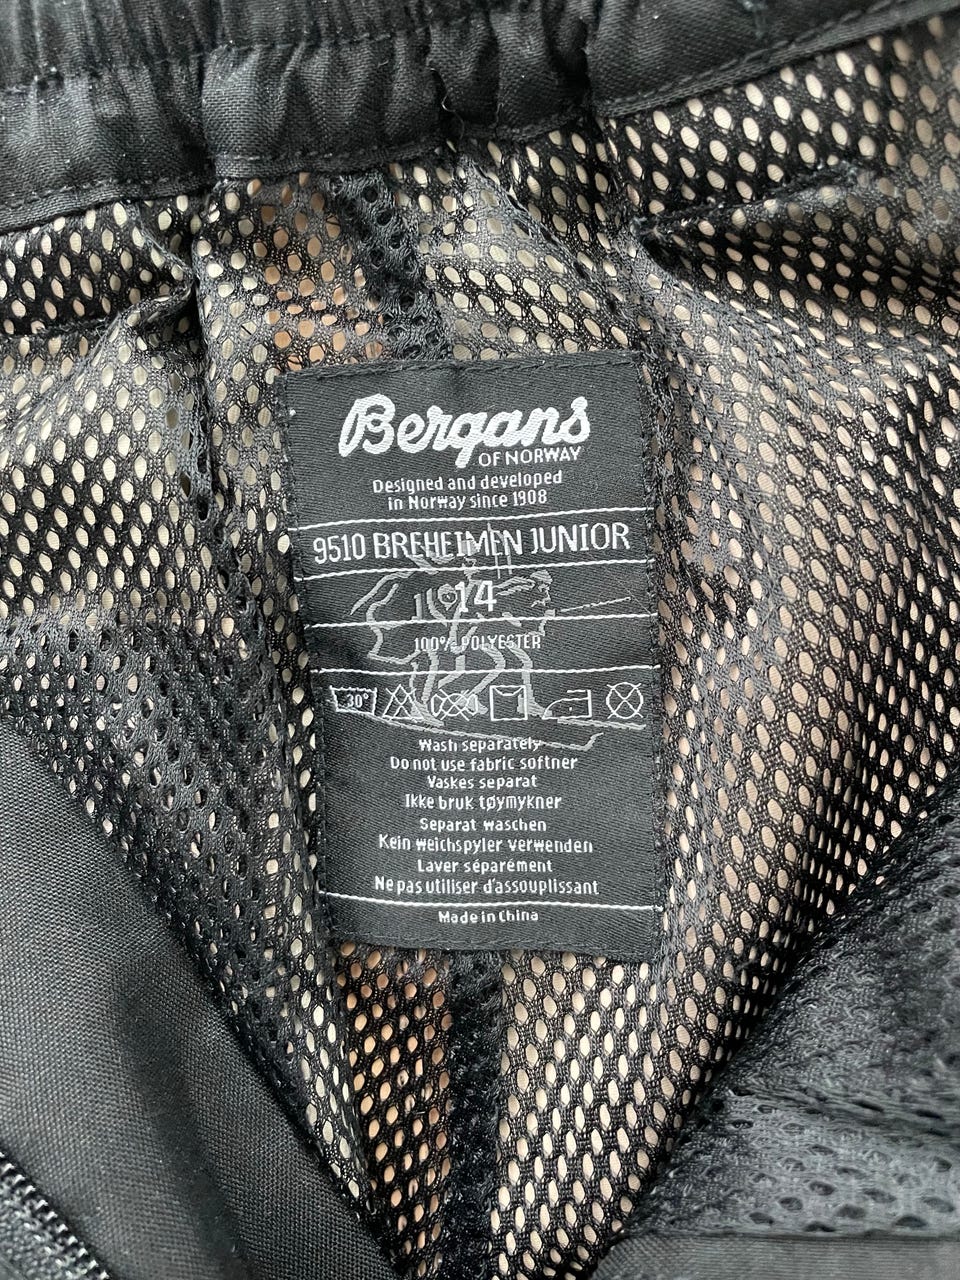 Bergans
OF NORWAY
Designed and developed
in Norway since 1908
9510 BREHEIMEN JUNIOR
14
100% POLYESTER
30°
Wash separately
Do not use fabric softner
Vaskes separat
Ikke bruk tøymykner
Separat waschen
Kein weichspyler verwenden
Laver séparément
Ne pas utiliser d'assouplissant
Made in China